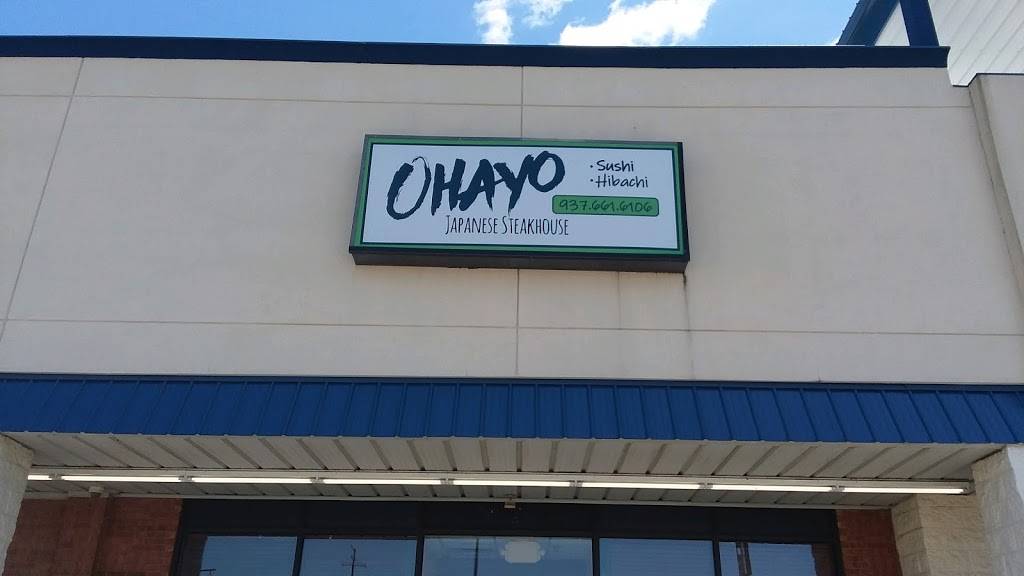 OHAYO
JAPANESE STEAKHOUSE
· Sushi
· Hibachi
937.661.6106